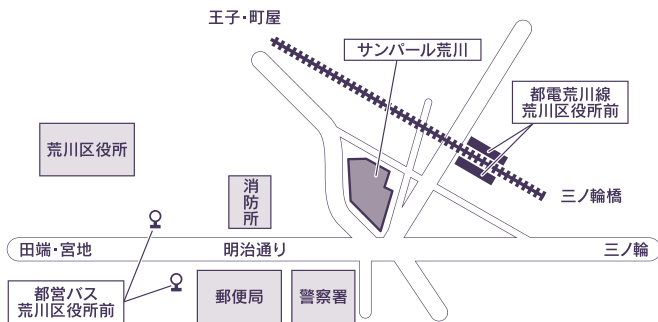 王子・町屋
サンパール荒川
都電荒川線
荒川区役所前
荒川区役所
消防所
三ノ輪橋
田端・宮地
明治通り
三ノ輪
都営バス
荒川区役所前
郵便局
警察署